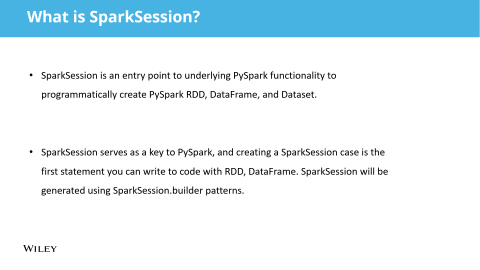 What is SparkSession?
• SparkSession is an entry point to underlying PySpark functionality to
programmatically create PySpark RDD, DataFrame, and Dataset.
• SparkSession serves as a key to PySpark, and creating a SparkSession case is the
first statement you can write to code with RDD, DataFrame. SparkSession will be
generated using SparkSession.builder patterns.
WILEY